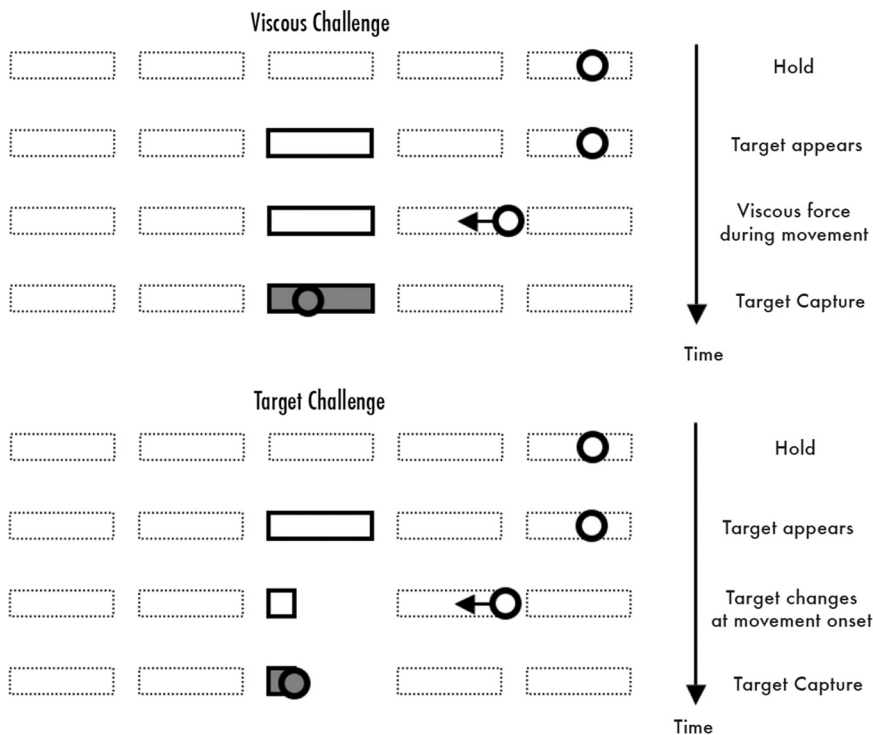 Viscous Challenge
Hold
Target appears
Viscous force
during movement
Target Capture
Time
Target Challenge
Hold
Target appears
Target changes
at movement onset
Target Capture
Time